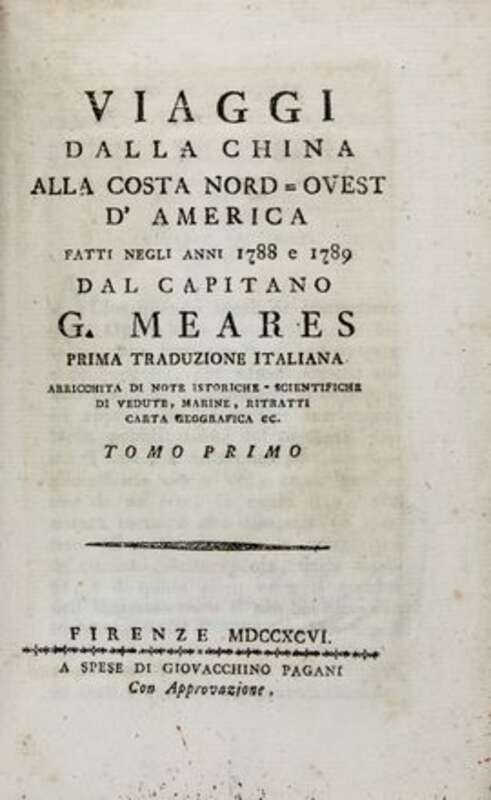 VIAGGI
DALLA CHINA
ALLA COSTA NORD=OVEST
D' AMERICA
FATTI NEGLI ANNI 1788 e 1789
DAL CAPITANO
G. MEARES
PRIMA TRADUZIONE ITALIANA
ARRICCHITA DI NOTE ISTORICHE-SCIENTIFICHE
DI VEDUTE, MARINE, RITRATTI
CARTA GEOGRAFICA EC.
TOMO PRIMO
FIRENZE MDCCXCVI.
A SPESE DI GIOVACCHINO PAGANI
Con Approvazione.